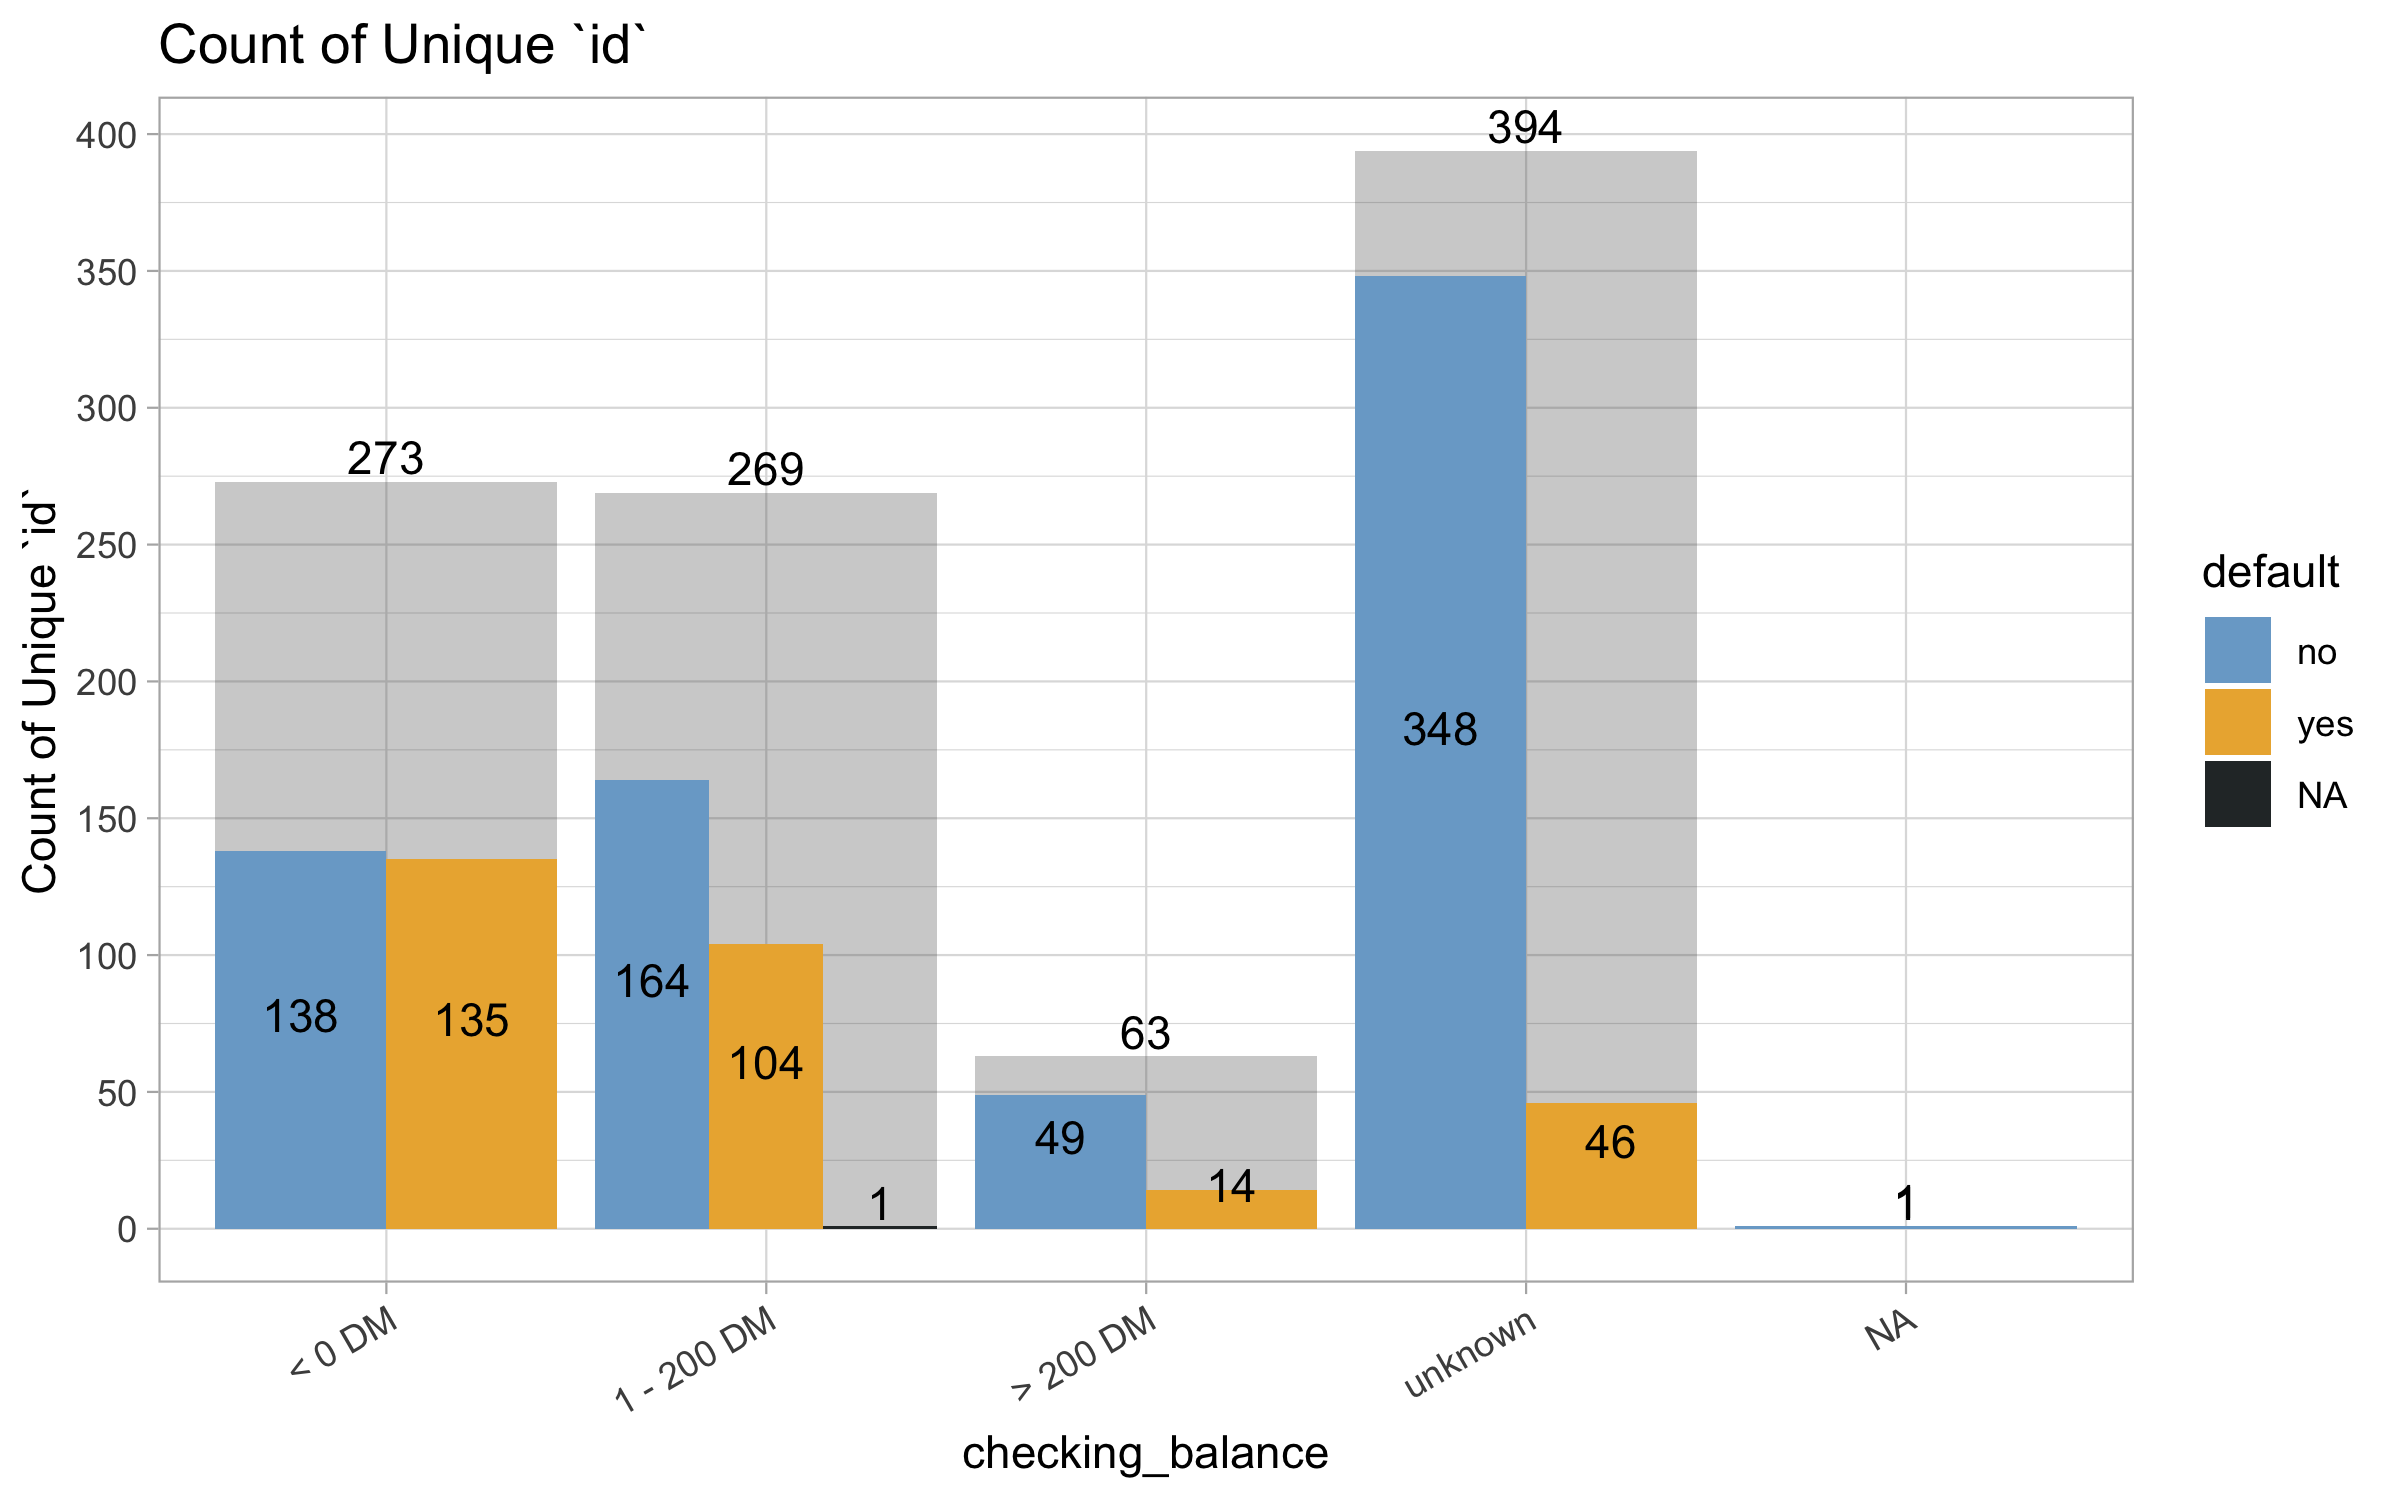 Count of Unique `id`
400
350
300
250
200
150
100
50
0
Count of Unique `id`
273
138
135
269
164
104
1
63
49
14
394
348
46
1
< 0 DM
1 - 200 DM
> 200 DM
unknown
NA
checking_balance
default
no
yes
NA